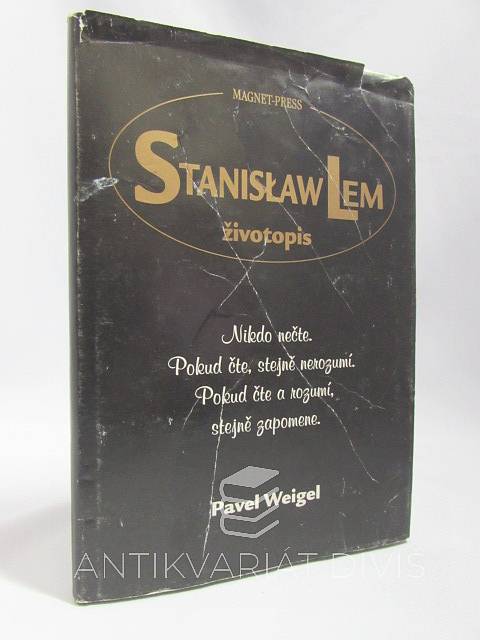 MAGNET-PRESS
STANISŁAW LEM
životopis
Nikdo nečte.
Pokud čte, stejně nerozumí.
Pokud čte a rozumí,
stejně zapomene.
Pavel Weigel
ANTIKVARIÁT DIVIŠ